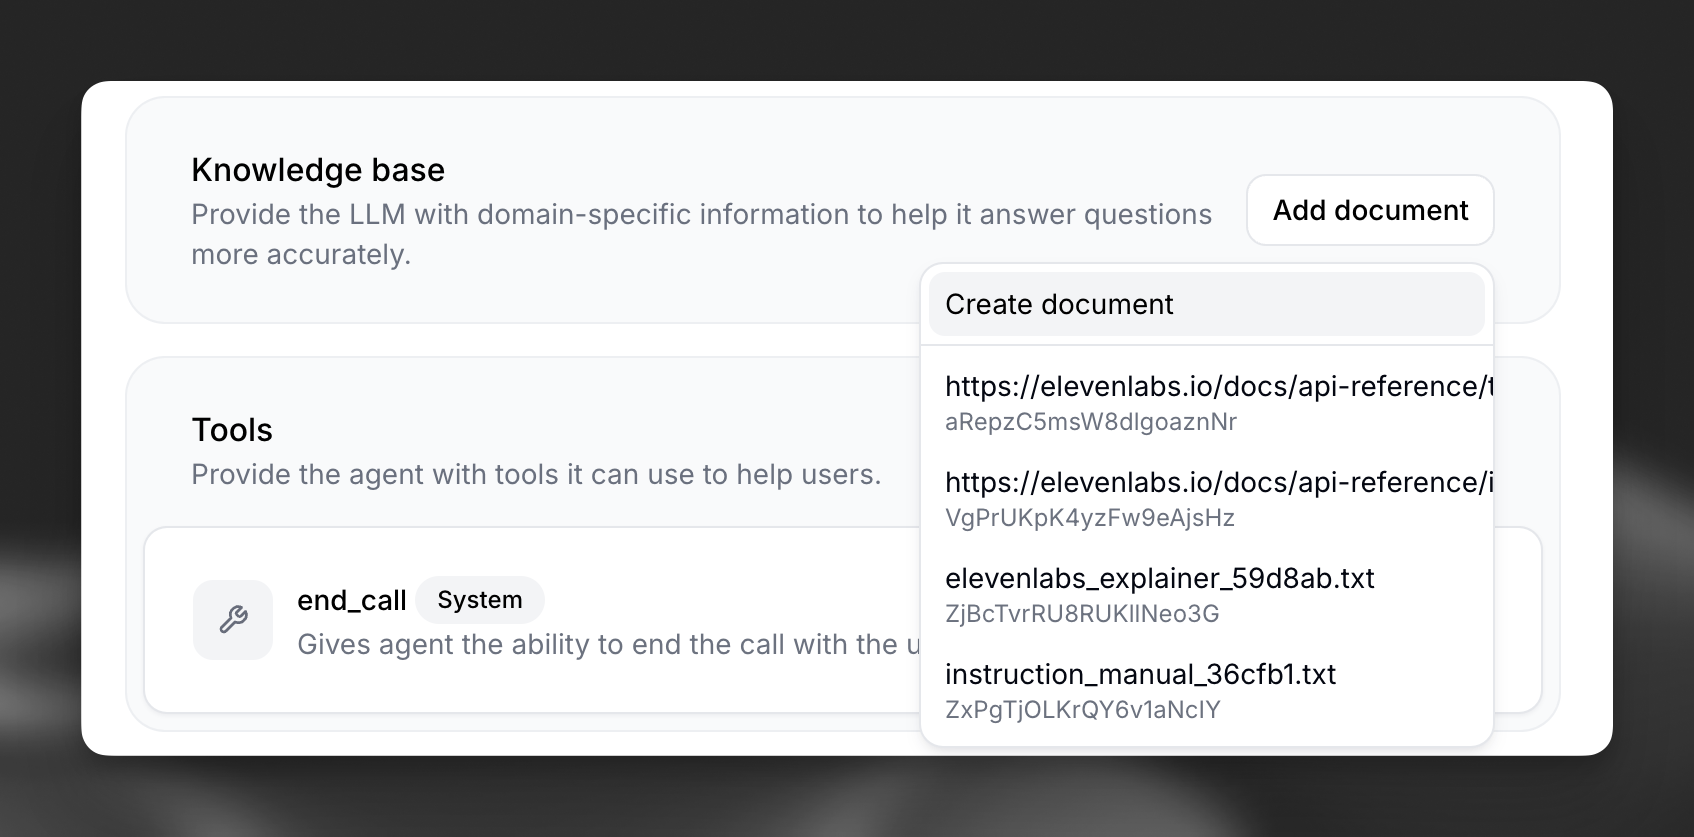 Knowledge base
Provide the LLM with domain-specific information to help it answer questions
more accurately.
Add document
Create document
https://elevenlabs.io/docs/api-reference/t
aRepzC5msW8dIgoaznNr
https://elevenlabs.io/docs/api-reference/i
VgPrUKpK4yzFw9eAjsHz
elevenlabs_explainer_59d8ab.txt
ZjBcTvrRU8RUKIlNeo3G
instruction_manual_36cfb1.txt
ZxPgTjOLKrQY6v1aNcIY
Tools
Provide the agent with tools it can use to help users.
end_call
System
Gives agent the ability to end the call with the u